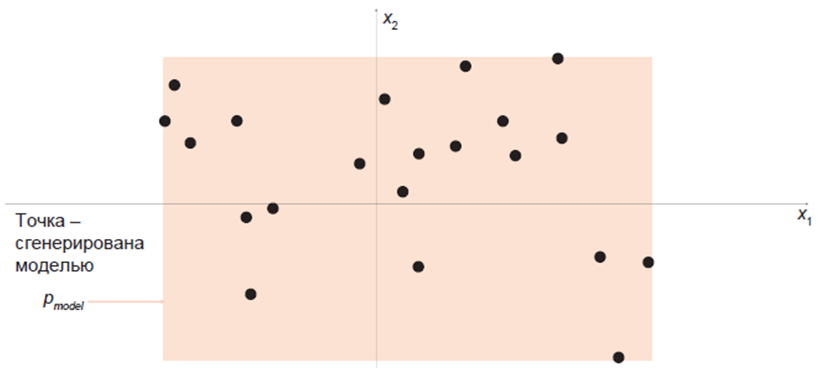 x2
x1
Точка –
сгенерирована
моделью
pmodel